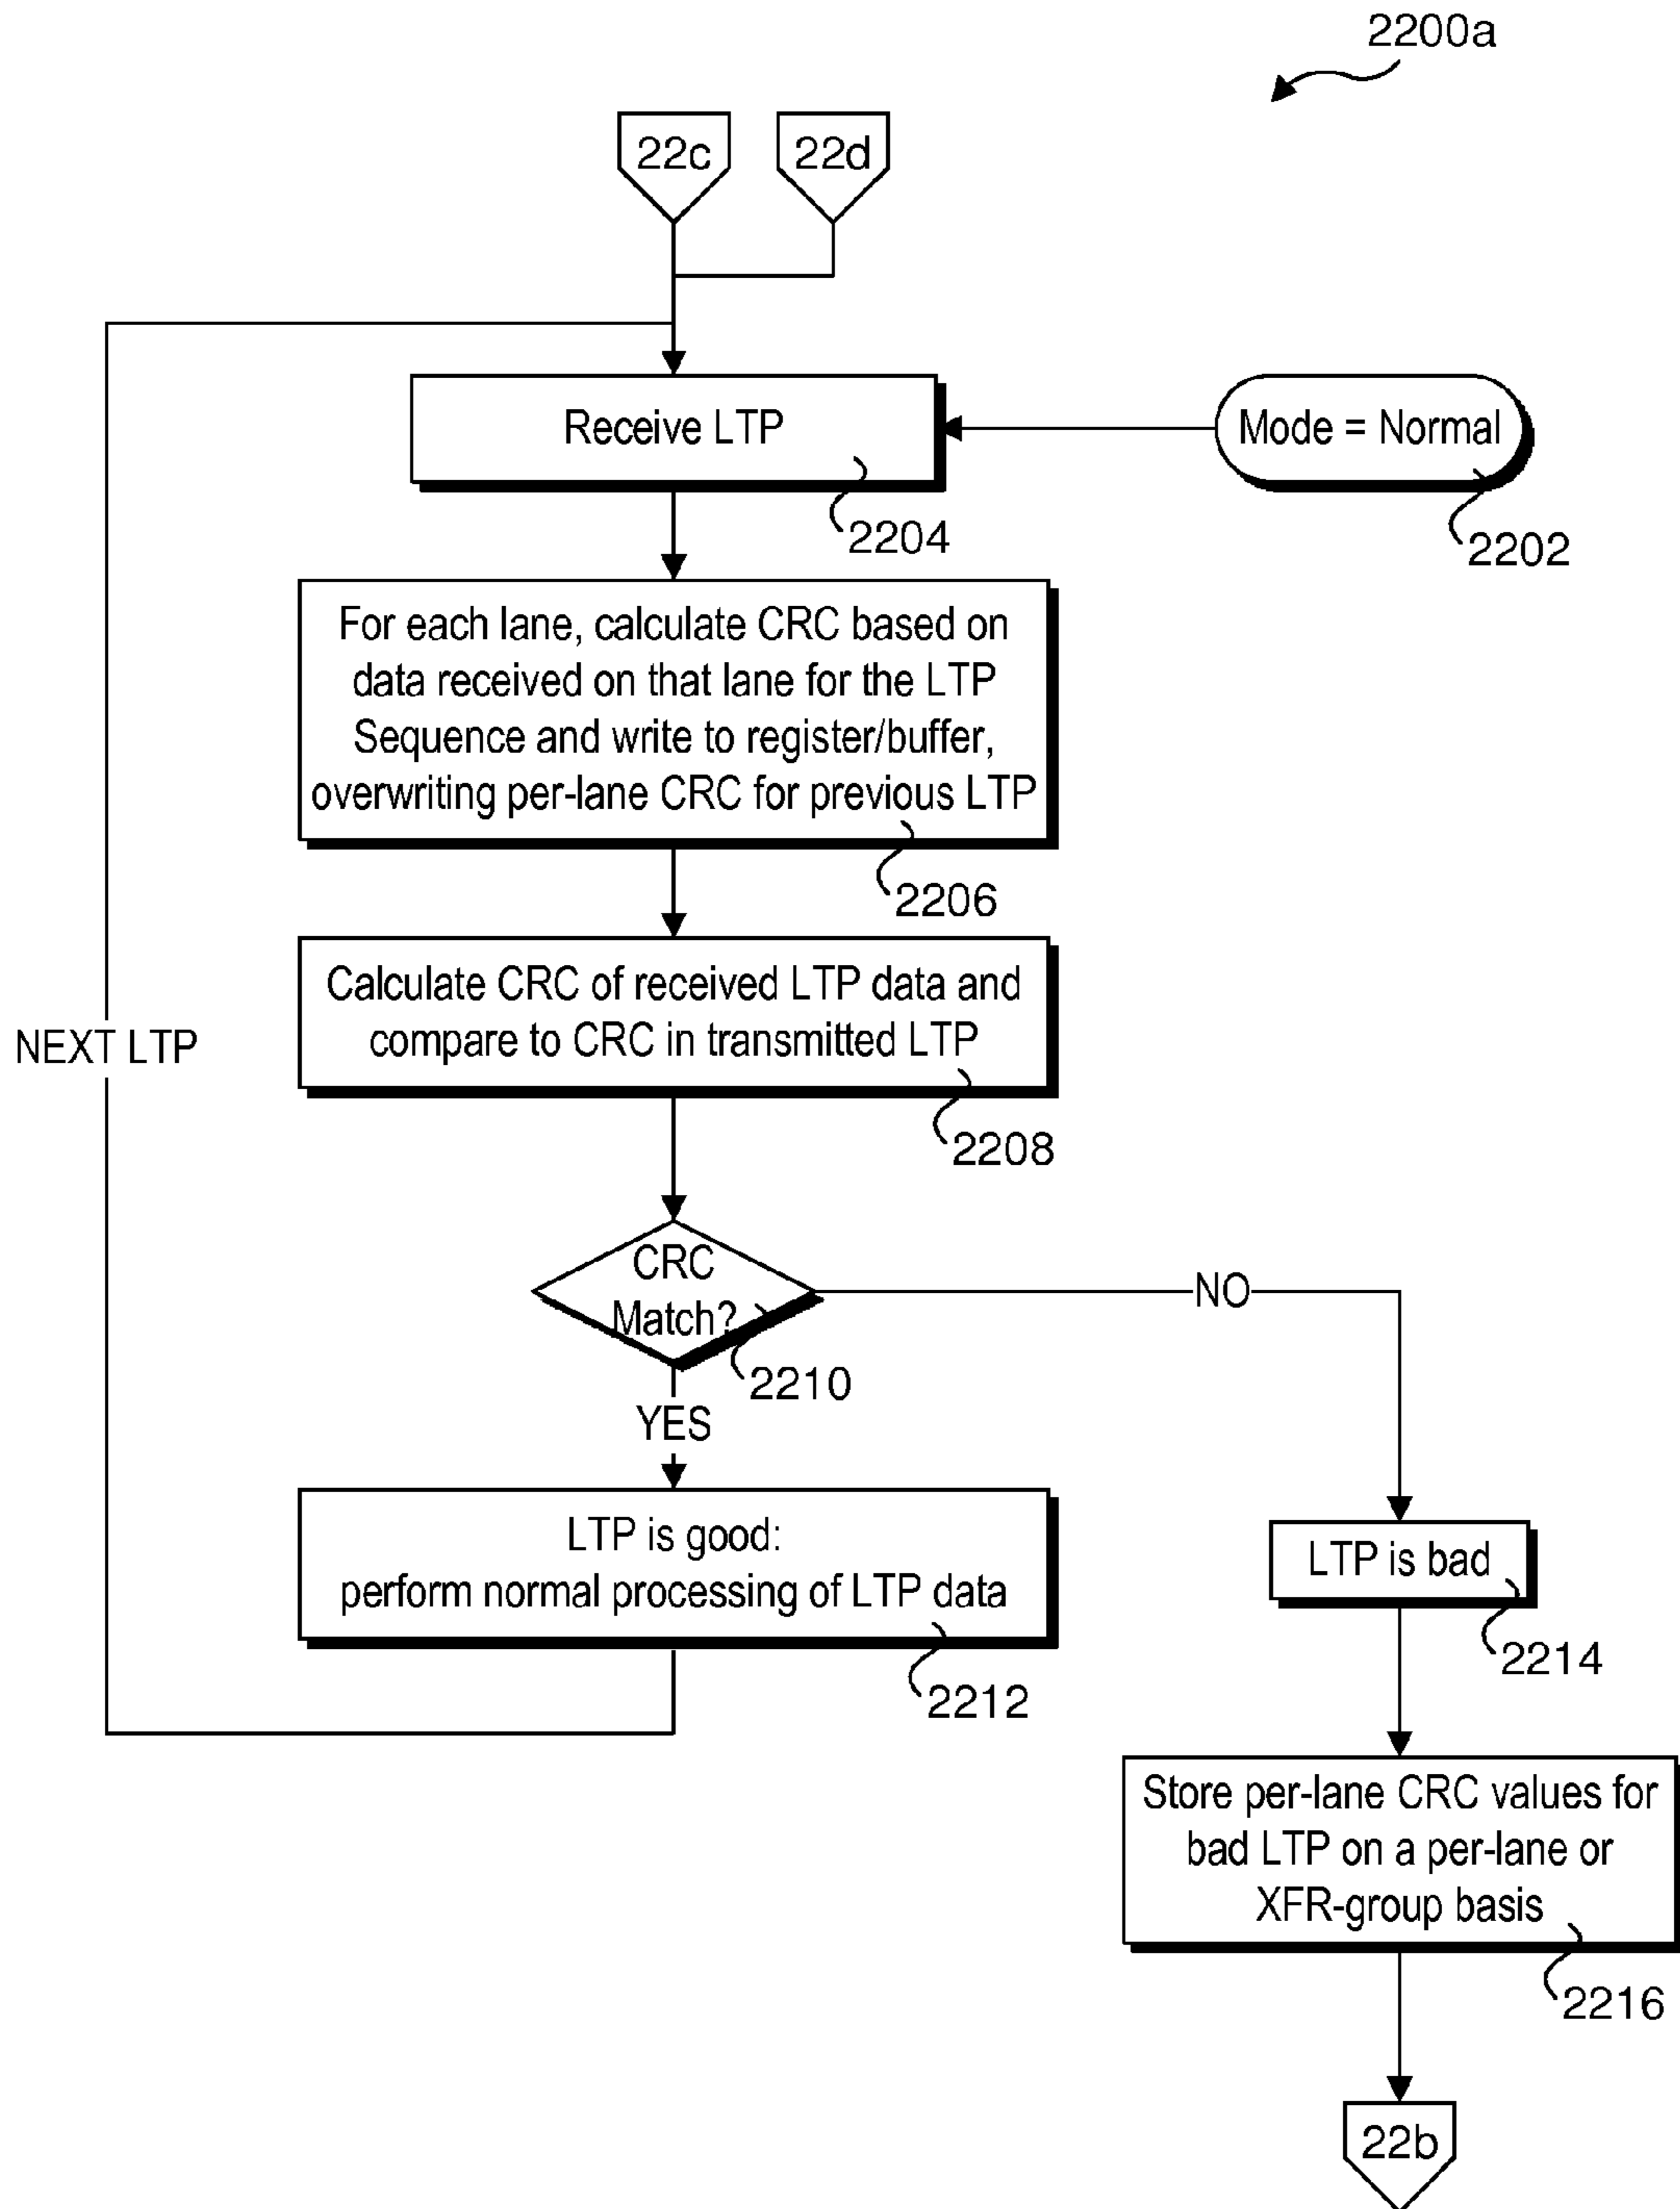 2200a
22c
22d
Receive LTP
Mode = Normal
2204
2202
For each lane, calculate CRC based on
data received on that lane for the LTP
Sequence and write to register/buffer,
overwriting per-lane CRC for previous LTP
2206
Calculate CRC of received LTP data and
compare to CRC in transmitted LTP
NEXT LTP
2208
CRC
Match?
NO
2210
YES
LTP is good:
perform normal processing of LTP data
2212
LTP is bad
2214
Store per-lane CRC values for
bad LTP on a per-lane or
XFR-group basis
2216
22b